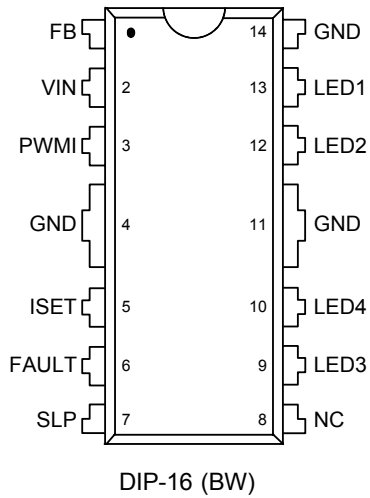 FB 14 GND
VIN 2 13 LED1
PWMI 3 12 LED2
GND 4 11 GND
ISET 5 10 LED4
FAULT 6 9 LED3
SLP 7 8 NC
DIP-16 (BW)